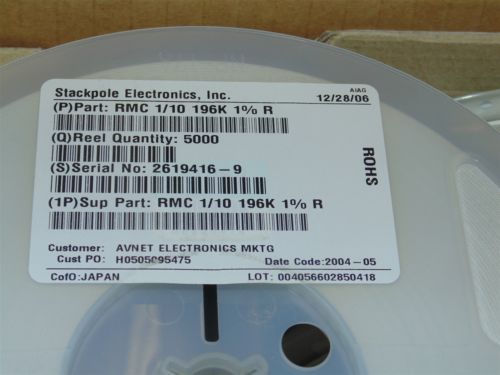 Stackpole Electronics, Inc.
AIAG
12/28/06
(P)Part: RMC 1/10 196K 1% R
(Q)Reel Quantity: 5000
(S)Serial No: 2619416-9
ROHS
(1P)Sup Part: RMC 1/10 196K 1% R
Customer: AVNET ELECTRONICS MKTG
Cust PO: H0505095475
Date Code:2004-05
CofO:JAPAN
LOT: 004056602850418